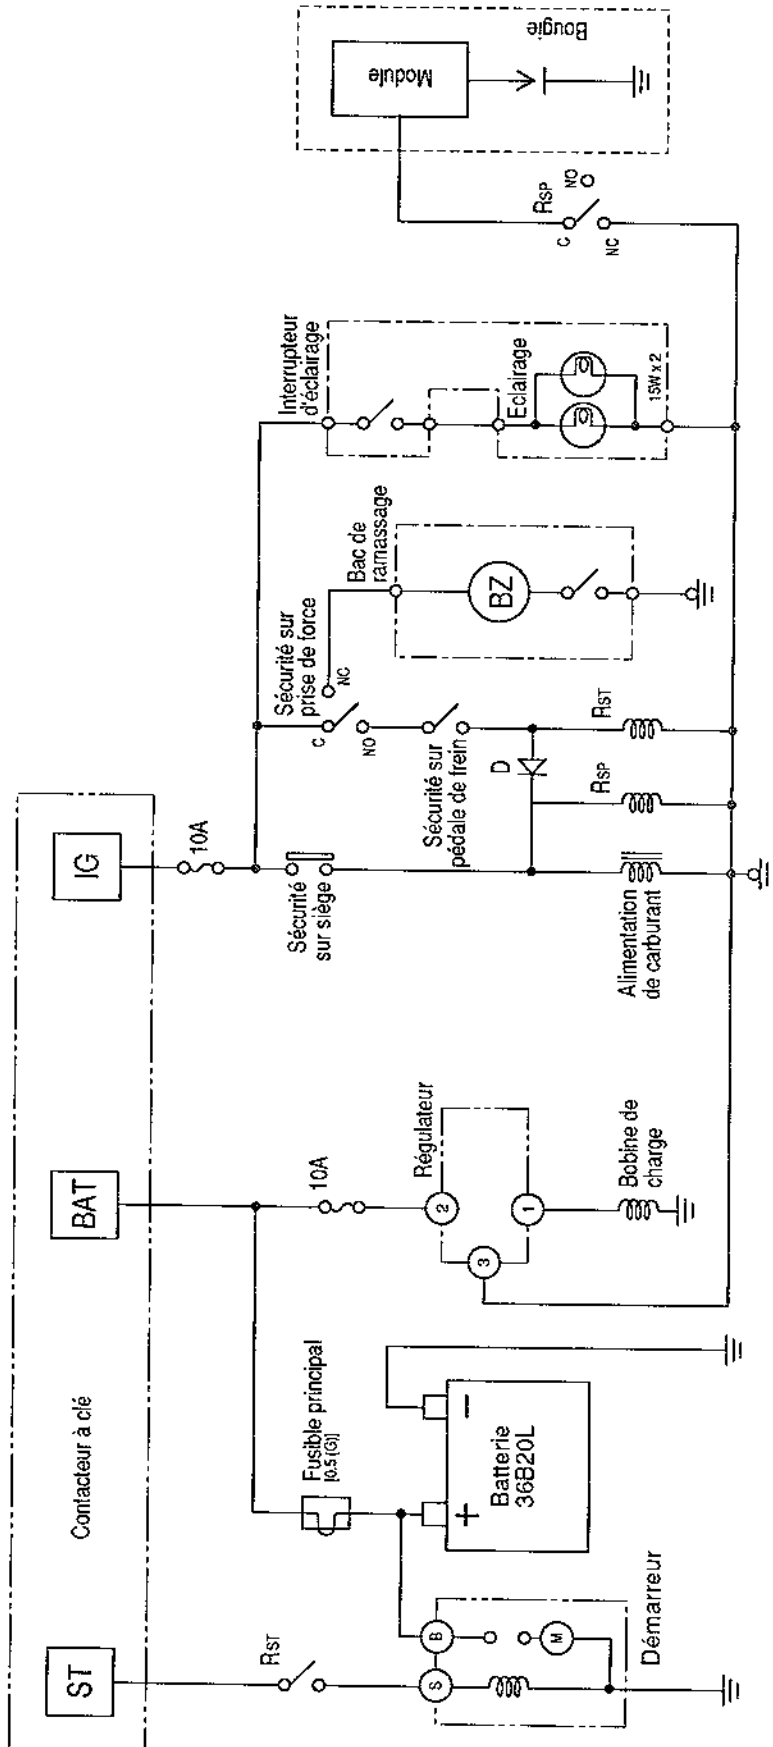 Contacteur à clé
ST
BAT
IG
RST
Fusible principal
[0.5(G)]
10A
10A
S
B
M
Démarreur
+
−
Batterie
36B20L
Régulateur
2
3
1
Bobine de
charge
Sécurité
sur siège
Alimentation
de carburant
Sécurité sur
prise de force
C
NC
NO
Sécurité sur
pédale de frein
D
RSP
RST
Bac de
ramassage
BZ
Interrupteur
d'éclairage
Eclairage
15W x 2
RSP
C
NO
NC
Module
Bougie